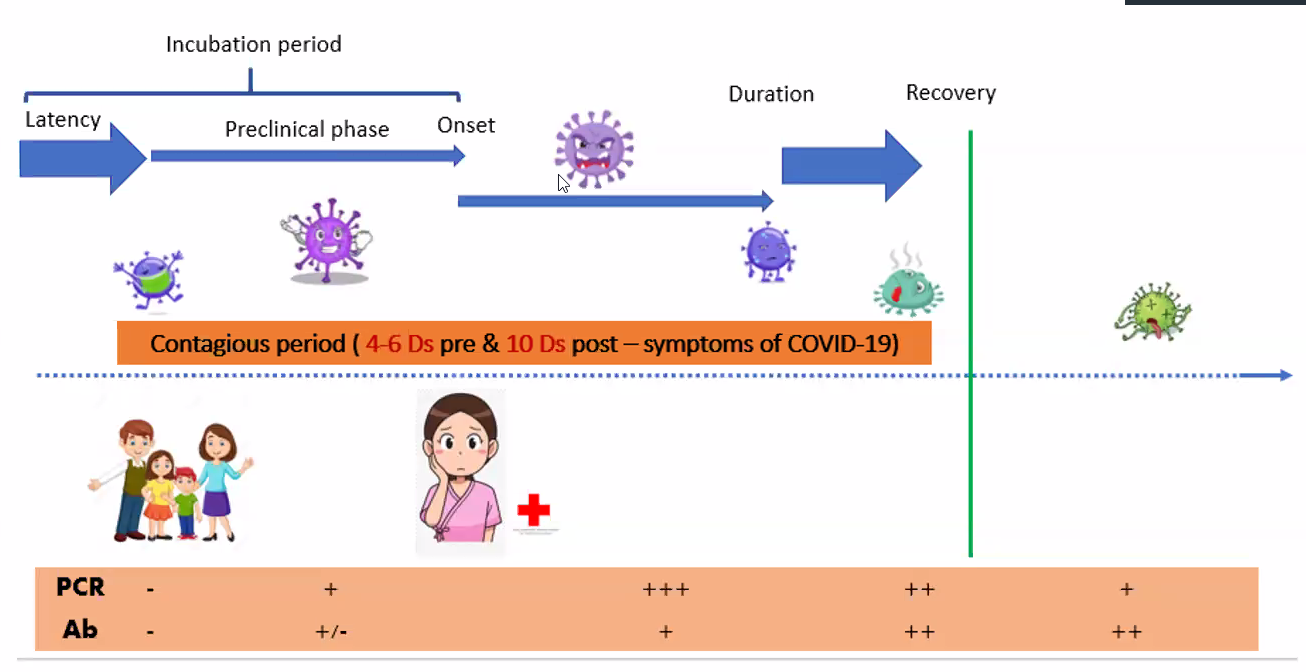 Incubation period
Latency
Preclinical phase
Onset
Duration
Recovery
Contagious period ( 4-6 Ds pre & 10 Ds post – symptoms of COVID-19)
PCR - + +++ ++ +
Ab - +/- + ++ ++